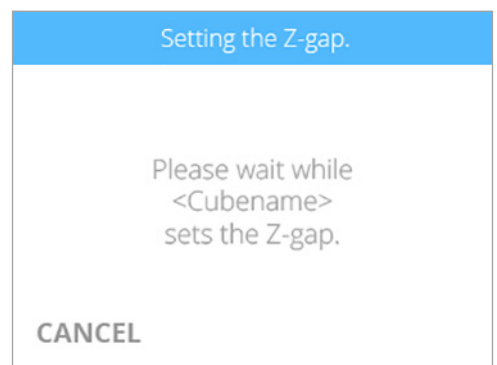 Setting the Z-gap.
Please wait while
<Cubename>
sets the Z-gap.
CANCEL